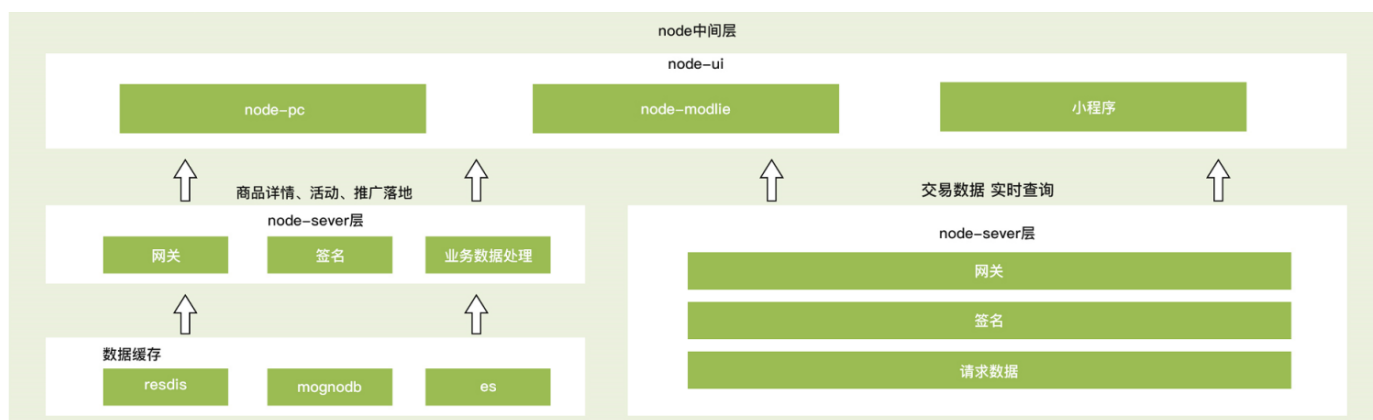 node中间层
node-ui
node-pc
node-modlie
小程序
商品详情、活动、推广落地
交易数据 实时查询
node-sever层
网关
签名
业务数据处理
node-sever层
网关
签名
请求数据
数据缓存
resdis
mognodb
es